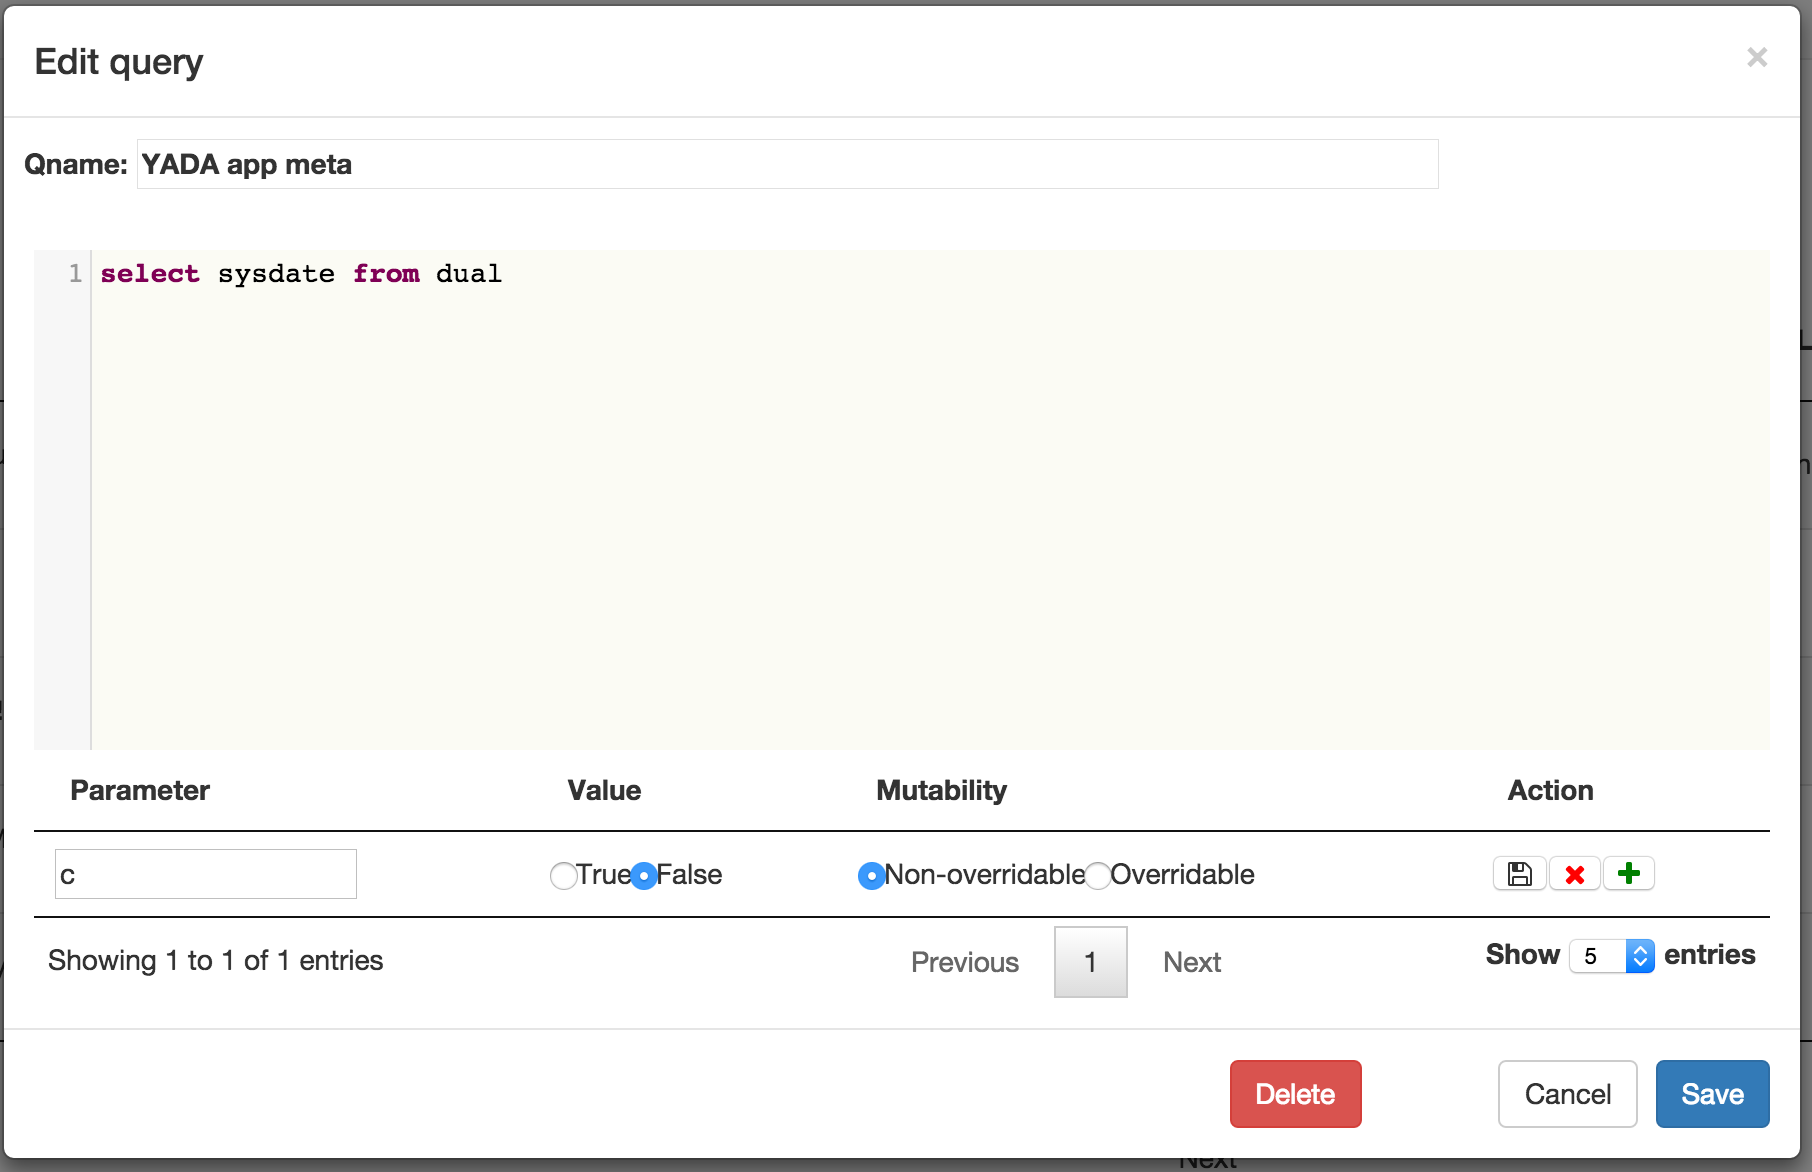 Edit query ×
Qname: YADA app meta
1 select sysdate from dual
Parameter Value Mutability Action
c True False Non-overridable Overridable
Showing 1 to 1 of 1 entries Previous 1 Next Show 5 entries
Delete Cancel Save
Next